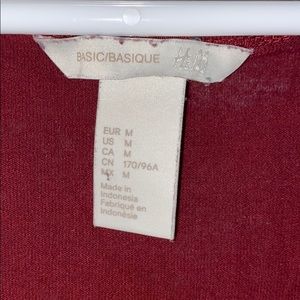 BASIC/BASIQUE H&M
EUR M
US M
CA M
CN 170/96A
MX M
Made in
Indonesia
Fabriqué en
Indonésie